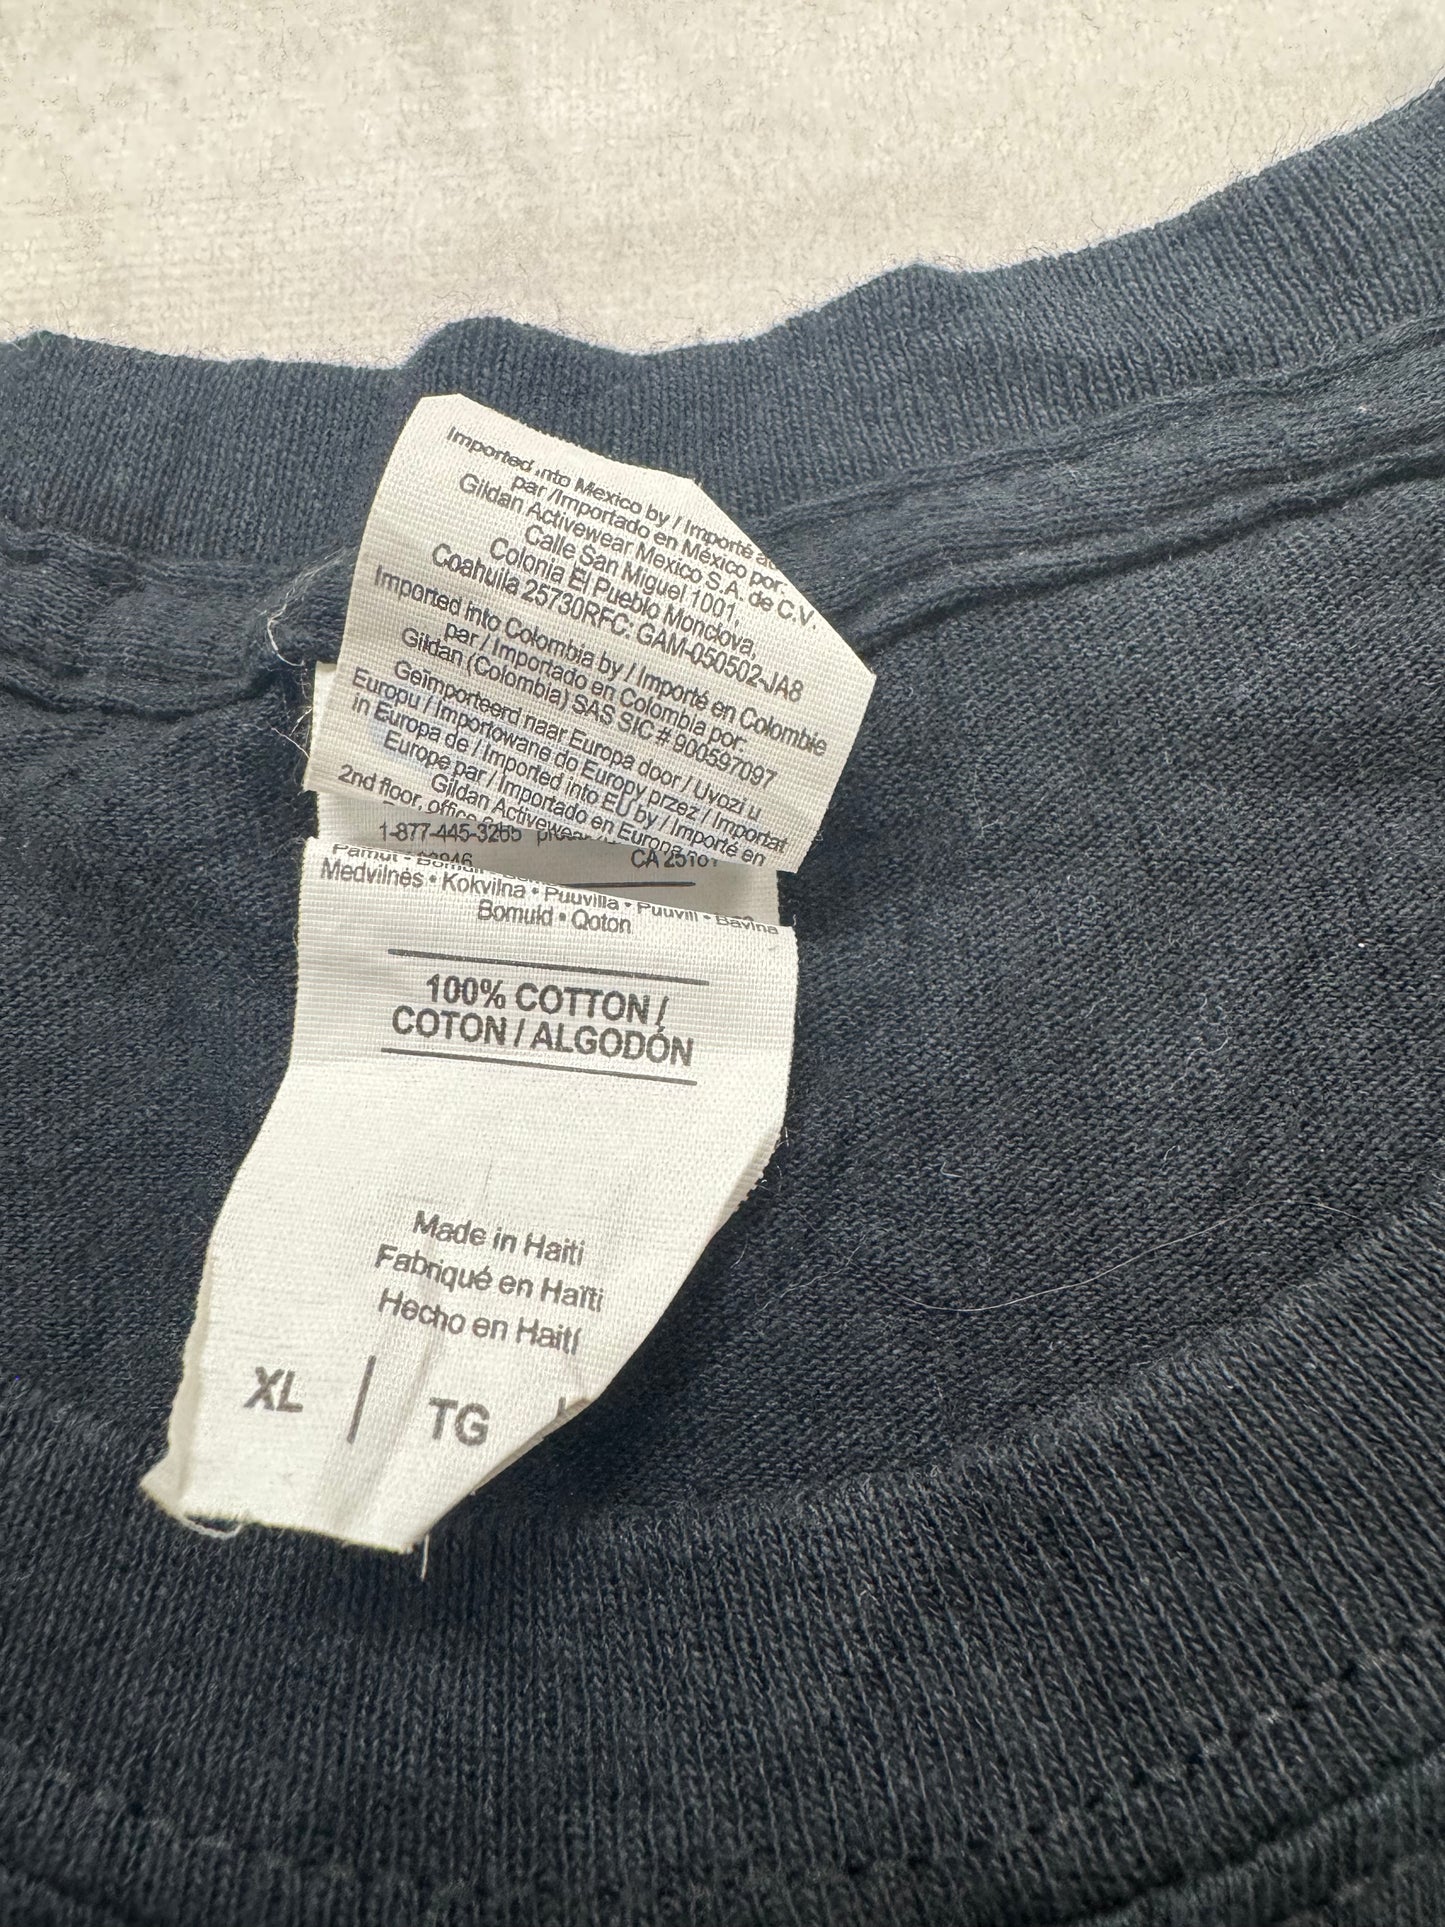 Imported into Mexico by / Importé au
par /Importado en México por:
Gildan Activewear Mexico S.A. de C.V.
Calle San Miguel 1001,
Colonia El Pueblo Monclova,
Coahuila 25730RFC: GAM-050502-JA8
Imported into Colombia by / Importé en Colombie
par / Importado en Colombia por:
Gildan (Colombia) SAS SIC # 900597097
Geïmporteerd naar Europa door / Uvozi u
Europu / Importowane do Europy przez / Importat
in Europa de / Imported into EU by / Importé en
Europe par / Importado en Europa
Gildan Activewear
2nd floor, office
1-877-445-3255
CA 25161
Pamut •
Medvilnės • Kokvilna • Puuvilla • Puuvill • Bavlna
Bomuld • Qoton
100% COTTON /
COTON / ALGODÓN
Made in Haiti
Fabriqué en Haïti
Hecho en Haití
XL | TG